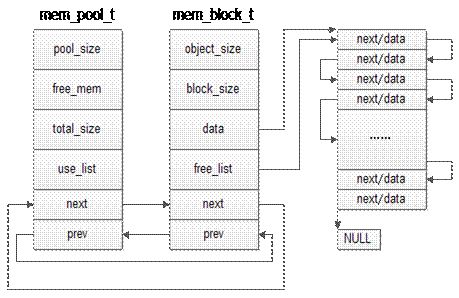 mem_pool_t
pool_size
free_mem
total_size
use_list
next
prev
mem_block_t
object_size
block_size
data
free_list
next
prev
next/data
next/data
next/data
next/data
......
next/data
next/data
NULL